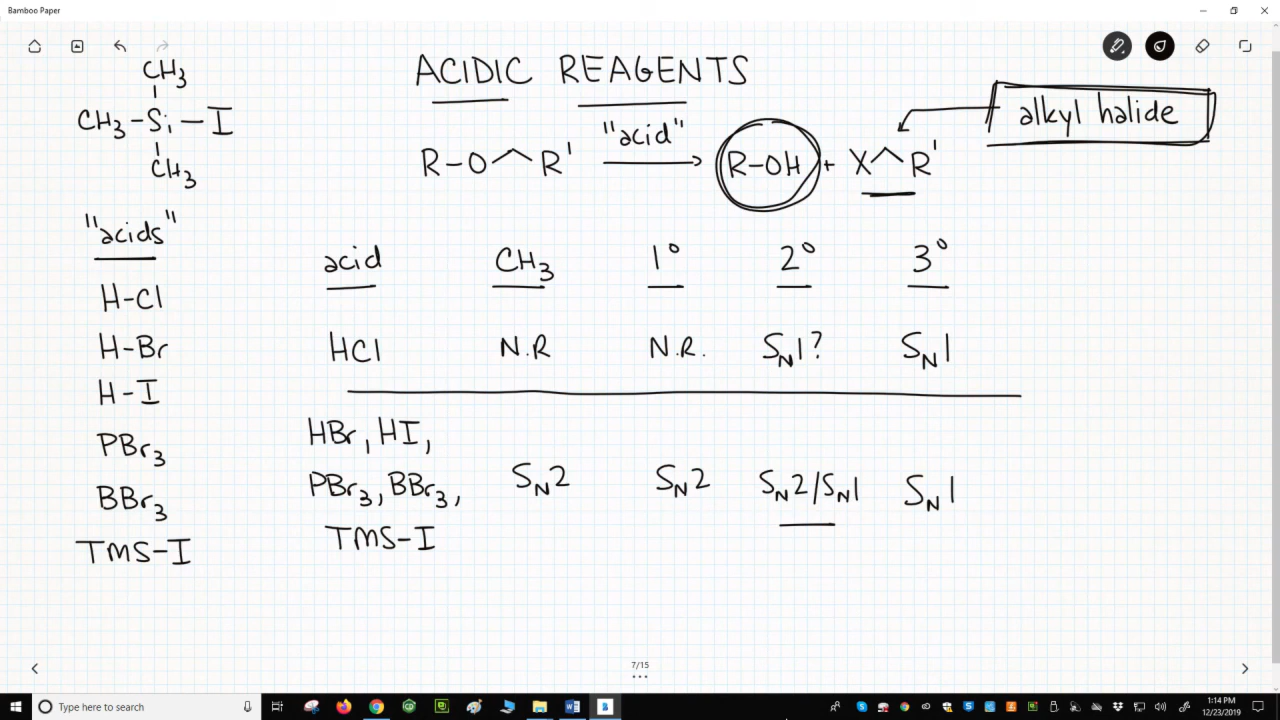 Bamboo Paper
ACIDIC REAGENTS
CH3
CH3-Si-I
CH3
"acid"
R-O R'
R-OH + X R'
alkyl halide
"acids"
H-Cl
H-Br
H-I
PBr3
BBr3
TMS-I
acid CH3 1° 2° 3°
HCl N.R N.R. SN1? SN1
HBr, HI,
PBr3, BBr3, SN2 SN2 SN2/SN1 SN1
TMS-I
7/15
Type here to search
1:14 PM
12/23/2019